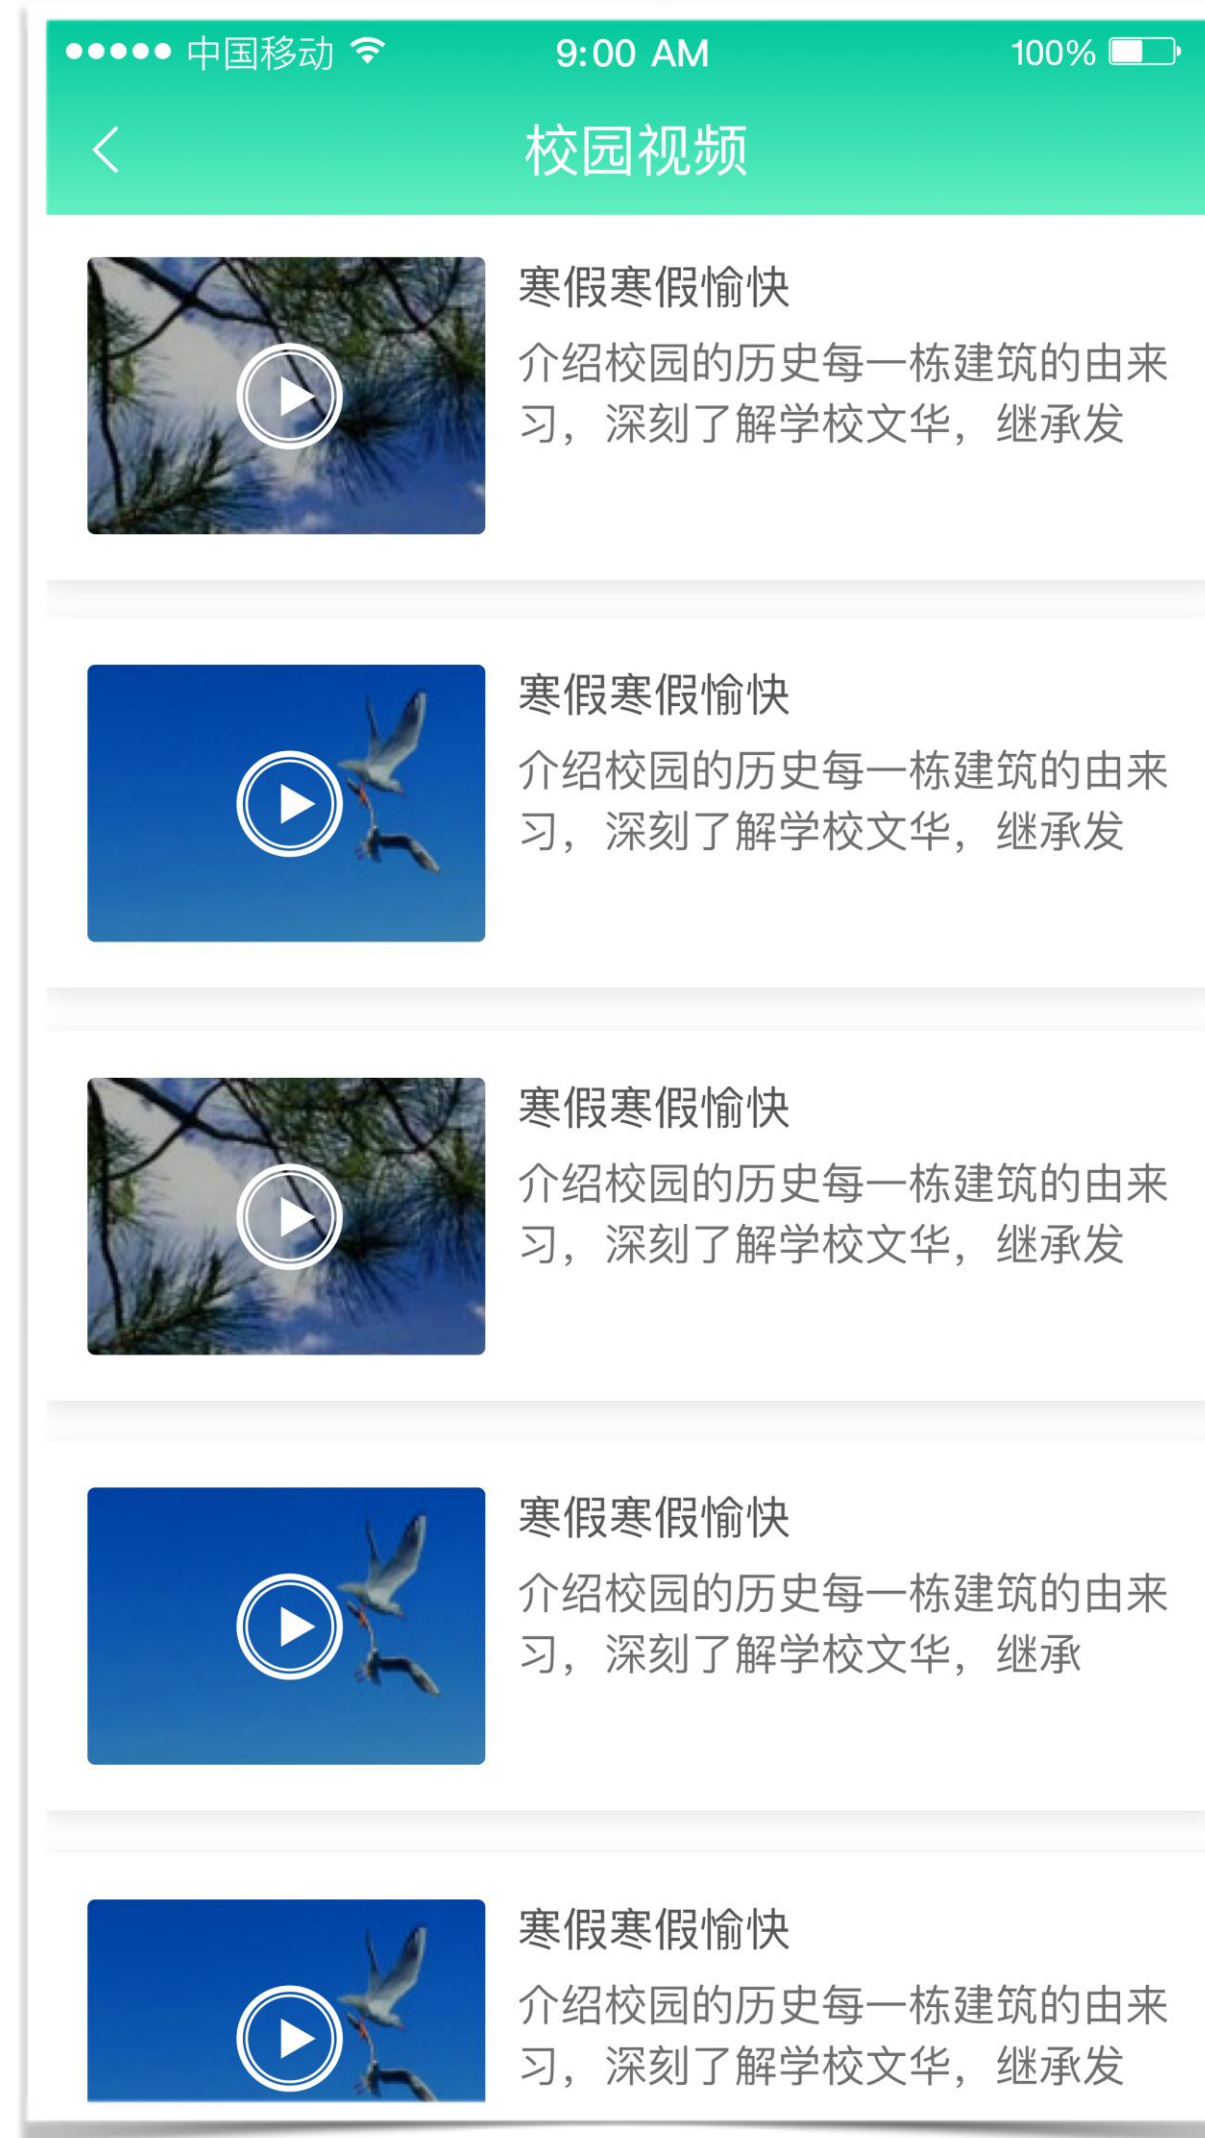 中国移动 9:00 AM 100%
校园视频
寒假寒假愉快
介绍校园的历史每一栋建筑的由来
习，深刻了解学校文华，继承发
寒假寒假愉快
介绍校园的历史每一栋建筑的由来
习，深刻了解学校文华，继承发
寒假寒假愉快
介绍校园的历史每一栋建筑的由来
习，深刻了解学校文华，继承发
寒假寒假愉快
介绍校园的历史每一栋建筑的由来
习，深刻了解学校文华，继承
寒假寒假愉快
介绍校园的历史每一栋建筑的由来
习，深刻了解学校文华，继承发